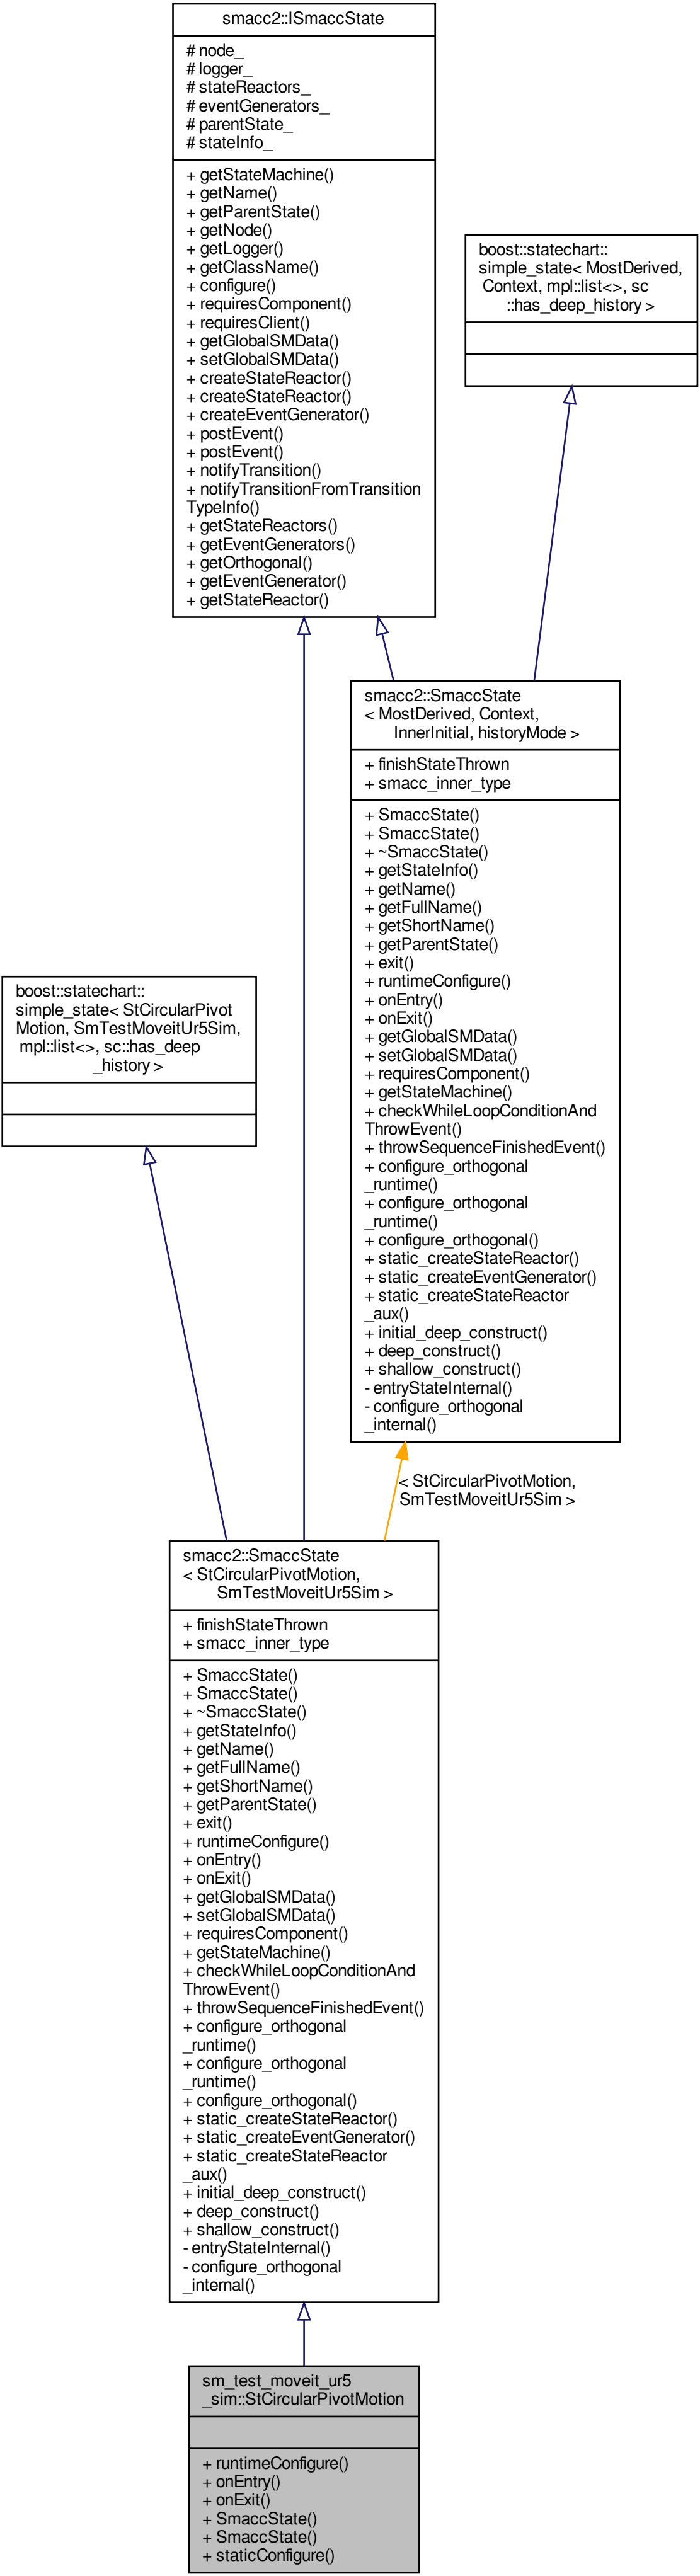 smacc2::ISmaccState
# node_
# logger_
# stateReactors_
# eventGenerators_
# parentState_
# stateInfo_
+ getStateMachine()
+ getName()
+ getParentState()
+ getNode()
+ getLogger()
+ getClassName()
+ configure()
+ requiresComponent()
+ requiresClient()
+ getGlobalSMData()
+ setGlobalSMData()
+ createStateReactor()
+ createStateReactor()
+ createEventGenerator()
+ postEvent()
+ postEvent()
+ notifyTransition()
+ notifyTransitionFromTransition
TypeInfo()
+ getStateReactors()
+ getEventGenerators()
+ getOrthogonal()
+ getEventGenerator()
+ getStateReactor()
boost::statechart::
simple_state< MostDerived,
Context, mpl::list<>, sc
::has_deep_history >
smacc2::SmaccState
< MostDerived, Context,
InnerInitial, historyMode >
+ finishStateThrown
+ smacc_inner_type
+ SmaccState()
+ SmaccState()
+ ~SmaccState()
+ getStateInfo()
+ getName()
+ getFullName()
+ getShortName()
+ getParentState()
+ exit()
+ runtimeConfigure()
+ onEntry()
+ onExit()
+ getGlobalSMData()
+ setGlobalSMData()
+ requiresComponent()
+ getStateMachine()
+ checkWhileLoopConditionAnd
ThrowEvent()
+ throwSequenceFinishedEvent()
+ configure_orthogonal
_runtime()
+ configure_orthogonal
_runtime()
+ configure_orthogonal()
+ static_createStateReactor()
+ static_createEventGenerator()
+ static_createStateReactor
_aux()
+ initial_deep_construct()
+ deep_construct()
+ shallow_construct()
- entryStateInternal()
- configure_orthogonal
_internal()
boost::statechart::
simple_state< StCircularPivot
Motion, SmTestMoveitUr5Sim,
mpl::list<>, sc::has_deep
_history >
< StCircularPivotMotion,
SmTestMoveitUr5Sim >
smacc2::SmaccState
< StCircularPivotMotion,
SmTestMoveitUr5Sim >
+ finishStateThrown
+ smacc_inner_type
+ SmaccState()
+ SmaccState()
+ ~SmaccState()
+ getStateInfo()
+ getName()
+ getFullName()
+ getShortName()
+ getParentState()
+ exit()
+ runtimeConfigure()
+ onEntry()
+ onExit()
+ getGlobalSMData()
+ setGlobalSMData()
+ requiresComponent()
+ getStateMachine()
+ checkWhileLoopConditionAnd
ThrowEvent()
+ throwSequenceFinishedEvent()
+ configure_orthogonal
_runtime()
+ configure_orthogonal
_runtime()
+ configure_orthogonal()
+ static_createStateReactor()
+ static_createEventGenerator()
+ static_createStateReactor
_aux()
+ initial_deep_construct()
+ deep_construct()
+ shallow_construct()
- entryStateInternal()
- configure_orthogonal
_internal()
sm_test_moveit_ur5
_sim::StCircularPivotMotion
+ runtimeConfigure()
+ onEntry()
+ onExit()
+ SmaccState()
+ SmaccState()
+ staticConfigure()